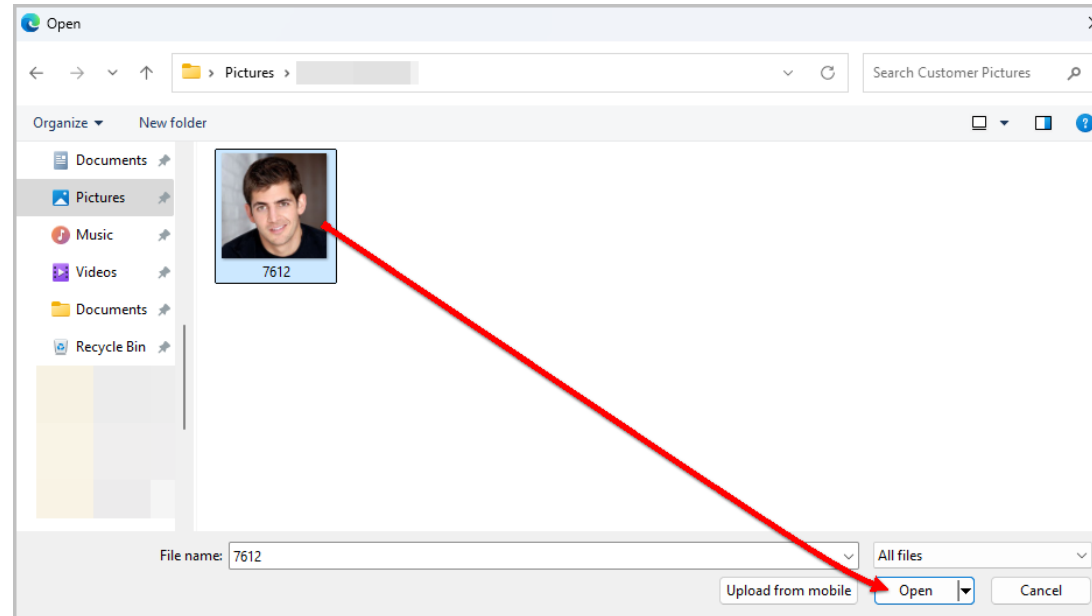 Open
Pictures
Search Customer Pictures
Organize
New folder
Documents
Pictures
Music
Videos
Documents
Recycle Bin
7612
File name: 7612
All files
Upload from mobile
Open
Cancel